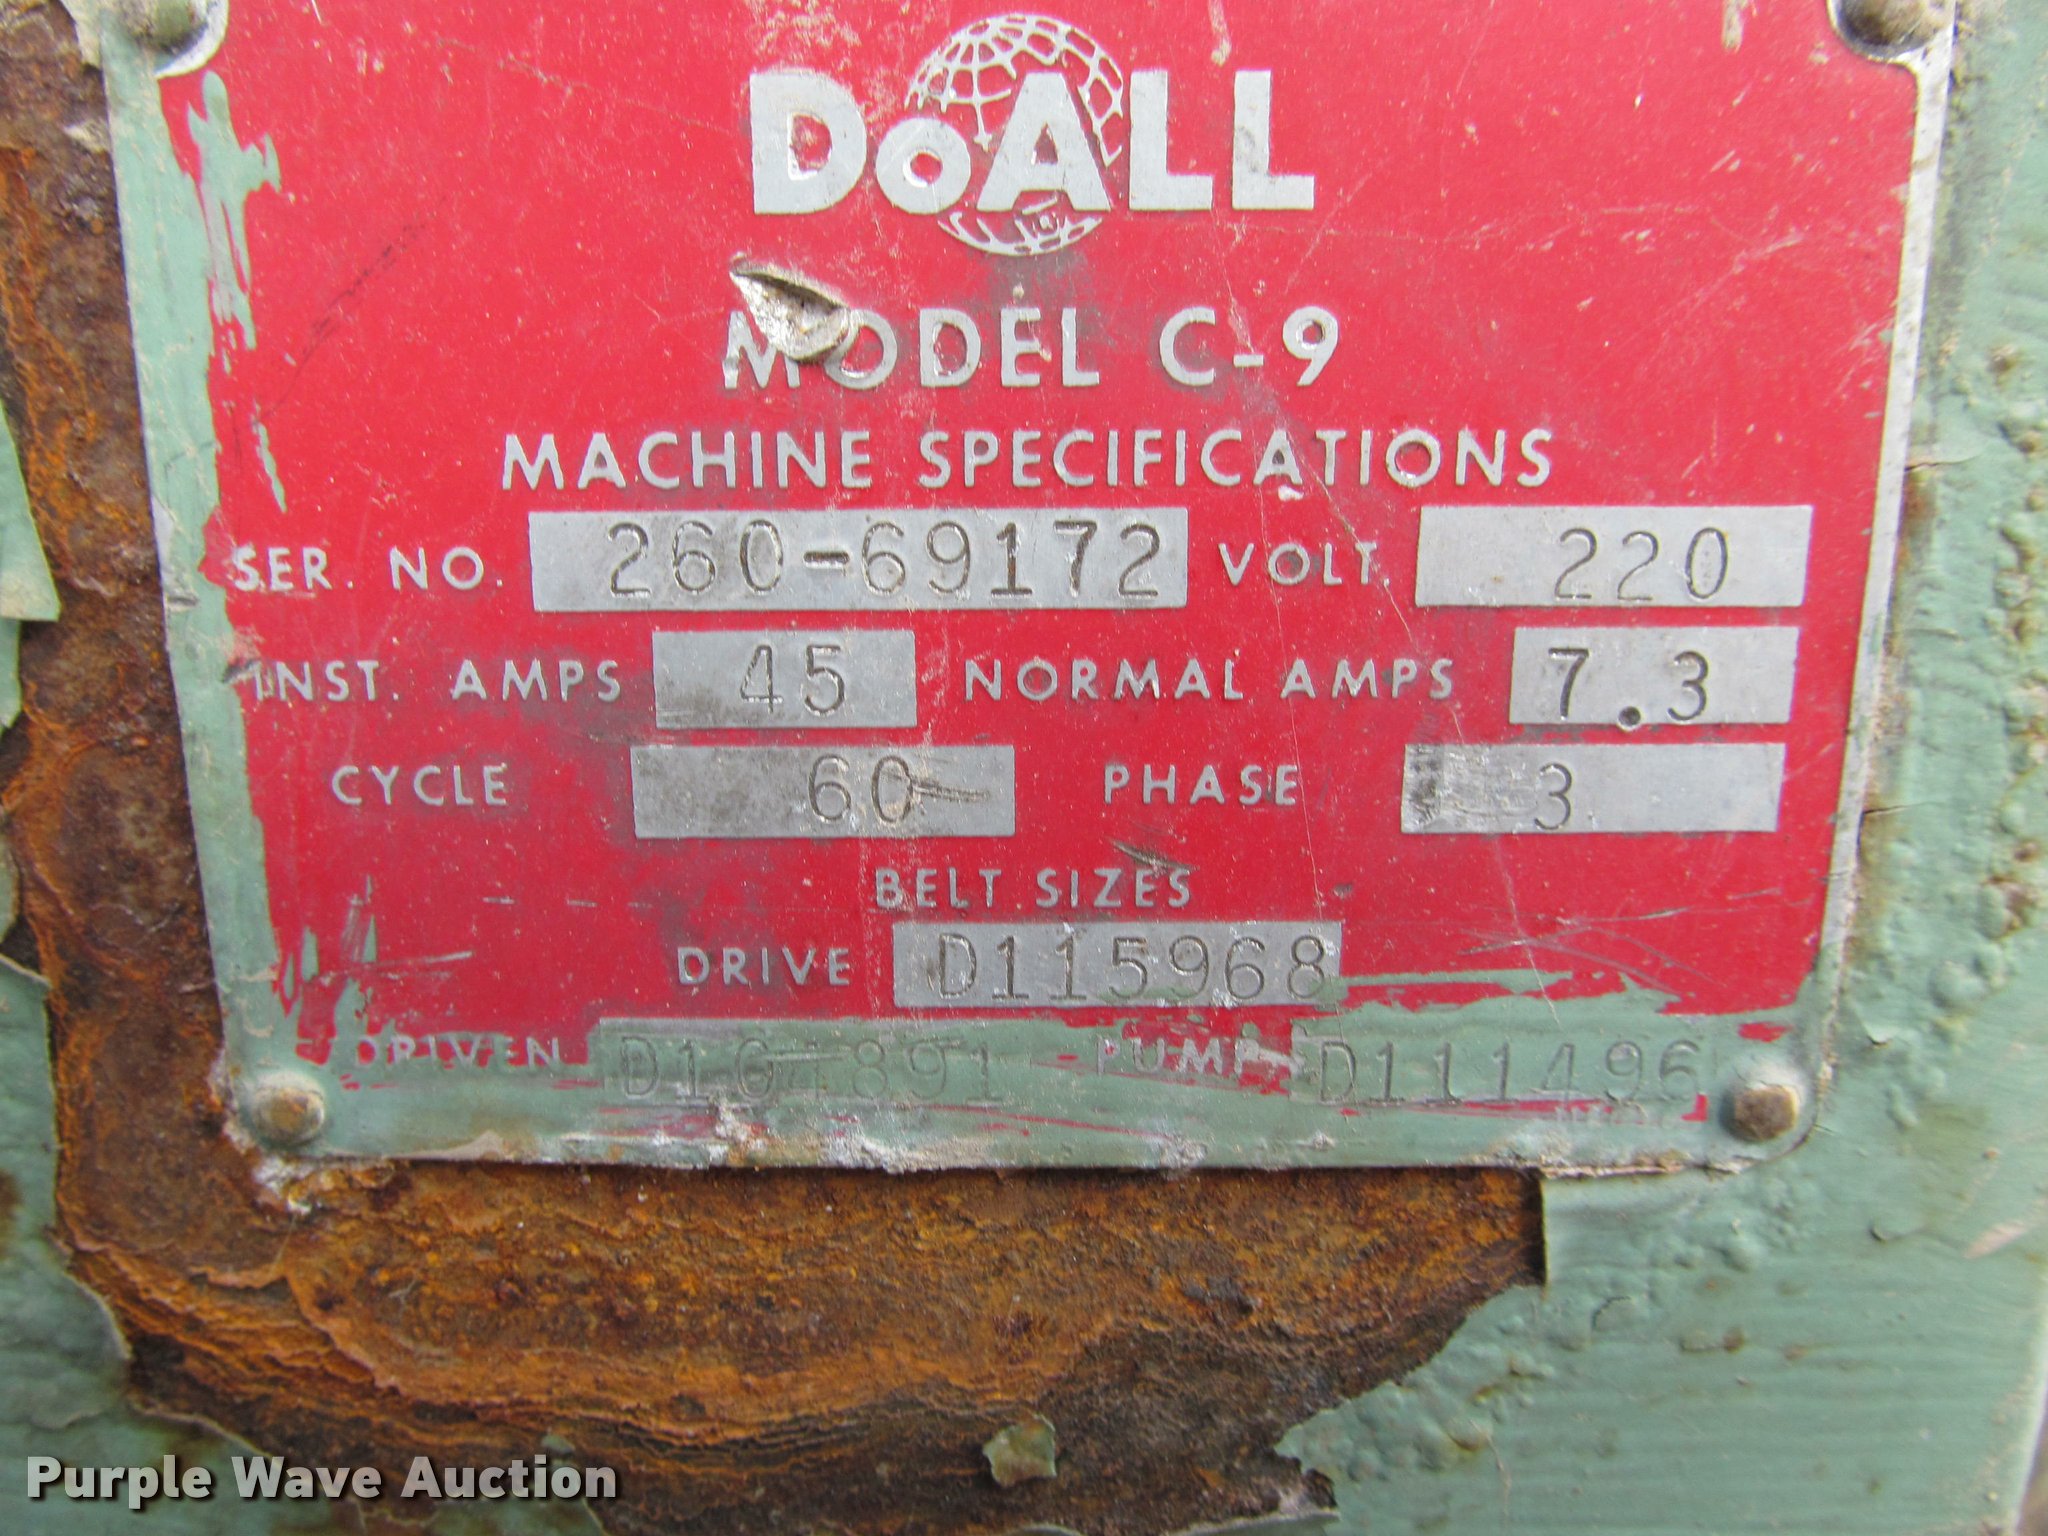 DoALL
MODEL C-9
MACHINE SPECIFICATIONS
SER. NO. 260-69172 VOLT. 220
INST. AMPS 45 NORMAL AMPS 7.3
CYCLE 60 PHASE 3
BELT SIZES
DRIVE D115968
DRIVEN D104891 PUMP D111496
Purple Wave Auction